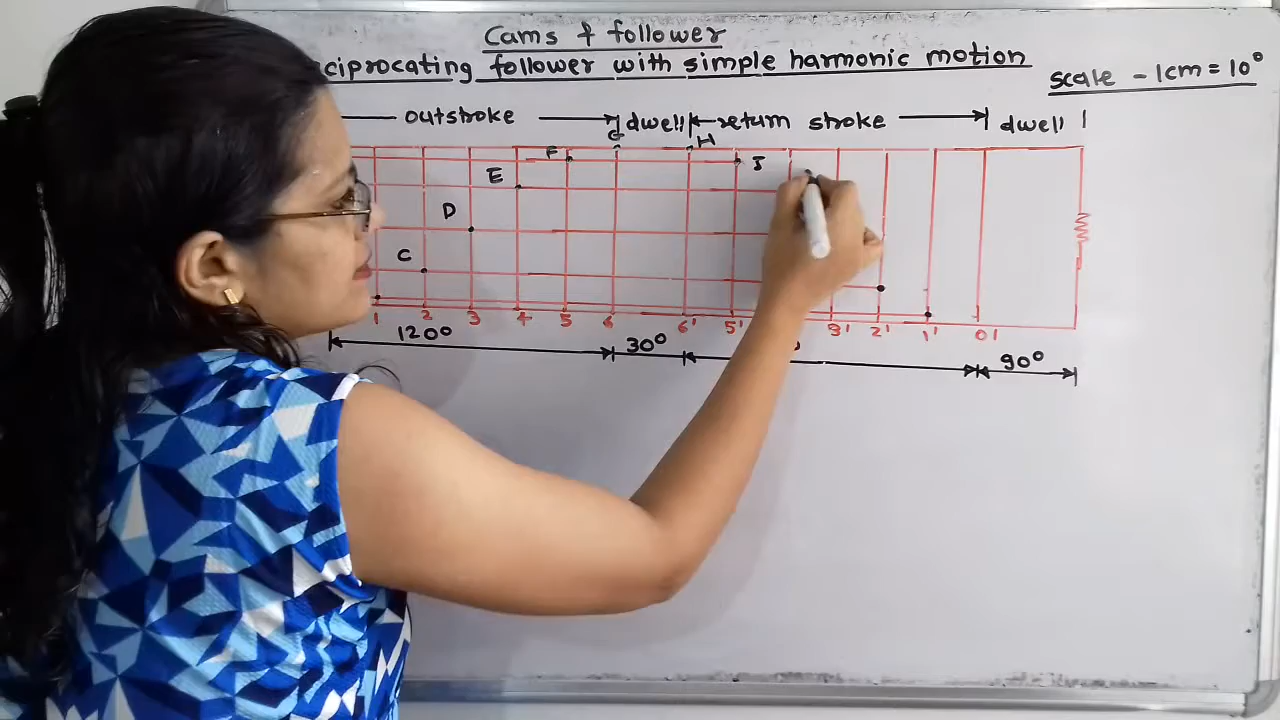 Cams & follower
ciprocating follower with simple harmonic motion
scale - 1cm = 10°
outstroke G dwell H return stroke dwell
F J
E
D
C
1 2 3 4 5 6 6' 5' 3' 2' 1' 0'
120° 30° 90°